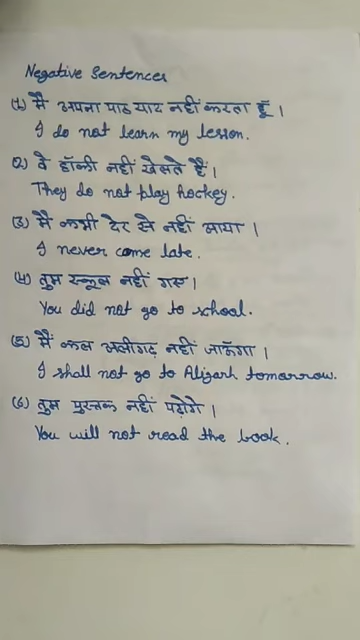 Negative Sentences
(1) मैं अपना पाठ याद नहीं करता हूँ ।
I do not learn my lesson.
(2) वे हॉकी नहीं खेलते हैं।
They do not play hockey.
(3) मैं कभी देर से नहीं आया ।
I never come late.
(4) तुम स्कूल नहीं गए ।
You did not go to school.
(5) मैं कल अलीगढ़ नहीं जाऊँगा ।
I shall not go to Aligarh tomorrow.
(6) तुम पुस्तक नहीं पढ़ोगे ।
You will not read the book.